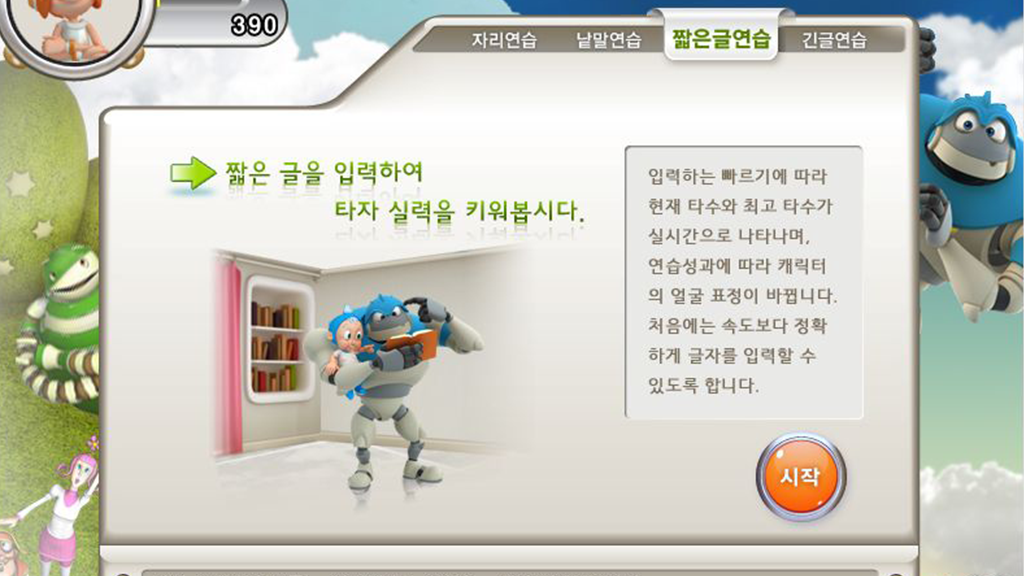 390
자리연습 낱말연습 짧은글연습 긴글연습
짧은 글을 입력하여
타자 실력을 키워봅시다.
입력하는 빠르기에 따라
현재 타수와 최고 타수가
실시간으로 나타나며,
연습성과에 따라 캐릭터
의 얼굴 표정이 바뀝니다.
처음에는 속도보다 정확
하게 글자를 입력할 수
있도록 합니다.
시작